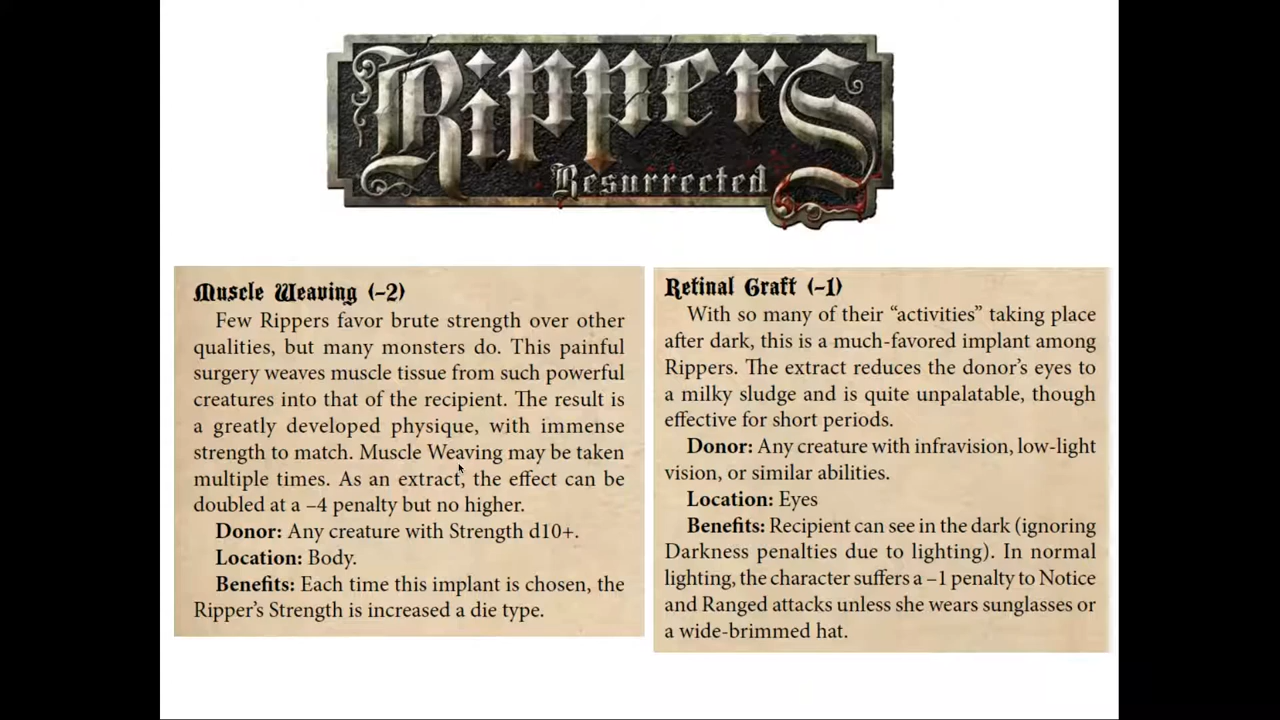 Rippers
Resurrected
Muscle Weaving (–2)
Few Rippers favor brute strength over other
qualities, but many monsters do. This painful
surgery weaves muscle tissue from such powerful
creatures into that of the recipient. The result is
a greatly developed physique, with immense
strength to match. Muscle Weaving may be taken
multiple times. As an extract, the effect can be
doubled at a –4 penalty but no higher.
Donor: Any creature with Strength d10+.
Location: Body.
Benefits: Each time this implant is chosen, the
Ripper's Strength is increased a die type.
Retinal Graft (–1)
With so many of their “activities” taking place
after dark, this is a much-favored implant among
Rippers. The extract reduces the donor's eyes to
a milky sludge and is quite unpalatable, though
effective for short periods.
Donor: Any creature with infravision, low-light
vision, or similar abilities.
Location: Eyes
Benefits: Recipient can see in the dark (ignoring
Darkness penalties due to lighting). In normal
lighting, the character suffers a –1 penalty to Notice
and Ranged attacks unless she wears sunglasses or
a wide-brimmed hat.